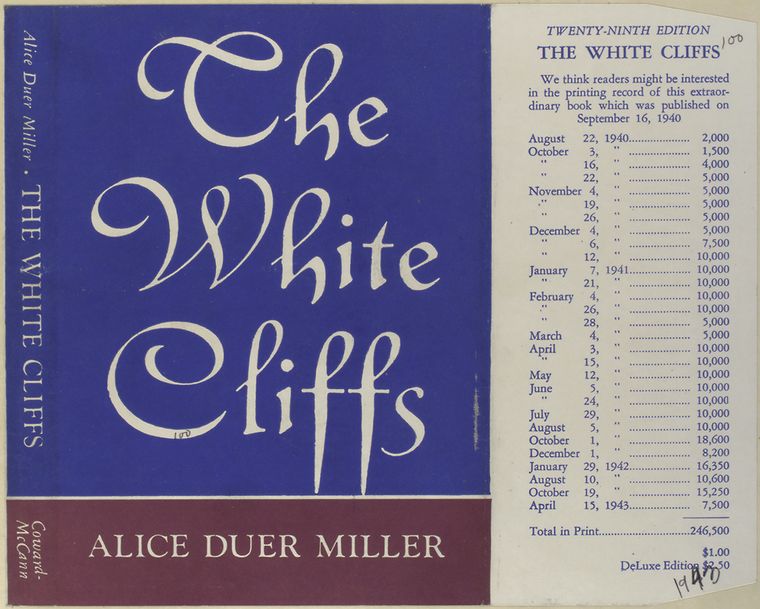 Alice Duer Miller • THE WHITE CLIFFS
Coward-
McCann
The
White
Cliffs
100
ALICE DUER MILLER
TWENTY-NINTH EDITION
THE WHITE CLIFFS
100
We think readers might be interested
in the printing record of this extraor-
dinary book which was published on
September 16, 1940
August 22, 1940 2,000
October 3, " 1,500
" 16, " 4,000
" 22, " 5,000
November 4, " 5,000
" 19, " 5,000
" 26, " 5,000
December 4, " 5,000
" 6, " 7,500
" 12, " 10,000
January 7, 1941 10,000
" 21, " 10,000
February 4, " 10,000
" 26, " 10,000
" 28, " 5,000
March 4, " 5,000
April 3, " 10,000
" 15, " 10,000
May 12, " 10,000
June 5, " 10,000
" 24, " 10,000
July 29, " 10,000
August 5, " 10,000
October 1, " 18,600
December 1, " 8,200
January 29, 1942 16,350
August 10, " 10,600
October 19, " 15,250
April 15, 1943 7,500
Total in Print 246,500
$1.00
DeLuxe Edition $2.50
1943